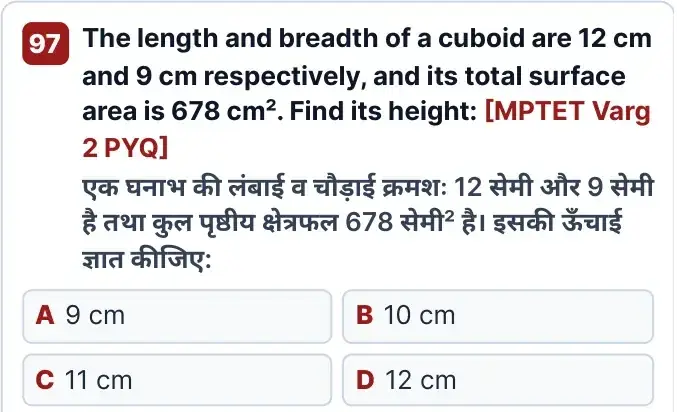 97 The length and breadth of a cuboid are 12 cm
and 9 cm respectively, and its total surface
area is 678 cm². Find its height: [MPTET Varg
2 PYQ]
एक घनाभ की लंबाई व चौड़ाई क्रमशः 12 सेमी और 9 सेमी
है तथा कुल पृष्ठीय क्षेत्रफल 678 सेमी² है। इसकी ऊँचाई
ज्ञात कीजिए:
A 9 cm
B 10 cm
C 11 cm
D 12 cm